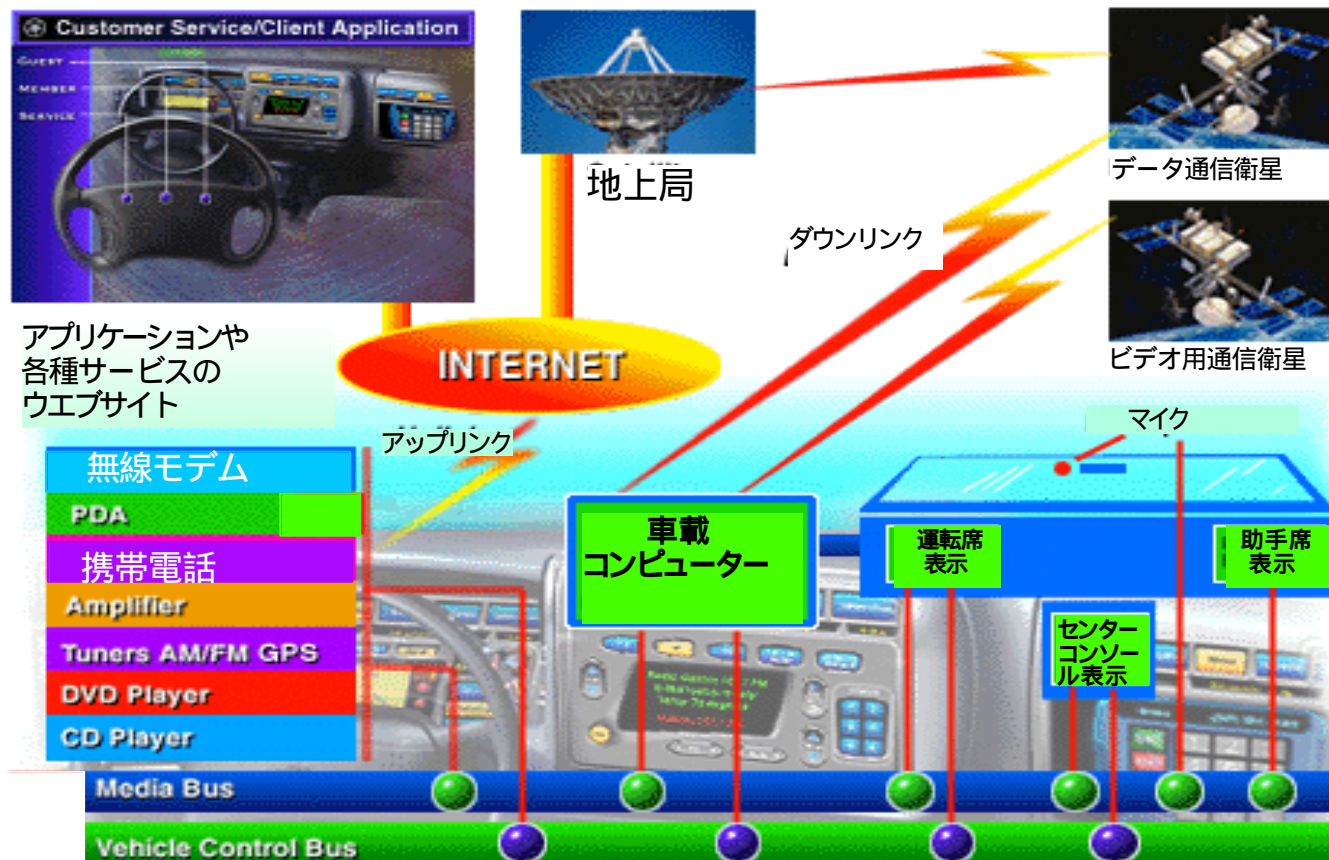 Customer Service/Client Application
GUEST
MEMBER
SERVICE
地上局
データ通信衛星
ダウンリンク
ビデオ用通信衛星
アプリケーションや
各種サービスの
ウエブサイト
INTERNET
アップリンク
マイク
無線モデム
PDA
携帯電話
Amplifier
Tuners AM/FM GPS
DVD Player
CD Player
車載
コンピューター
運転席
表示
助手席
表示
センター
コンソー
ル表示
Media Bus
Vehicle Control Bus